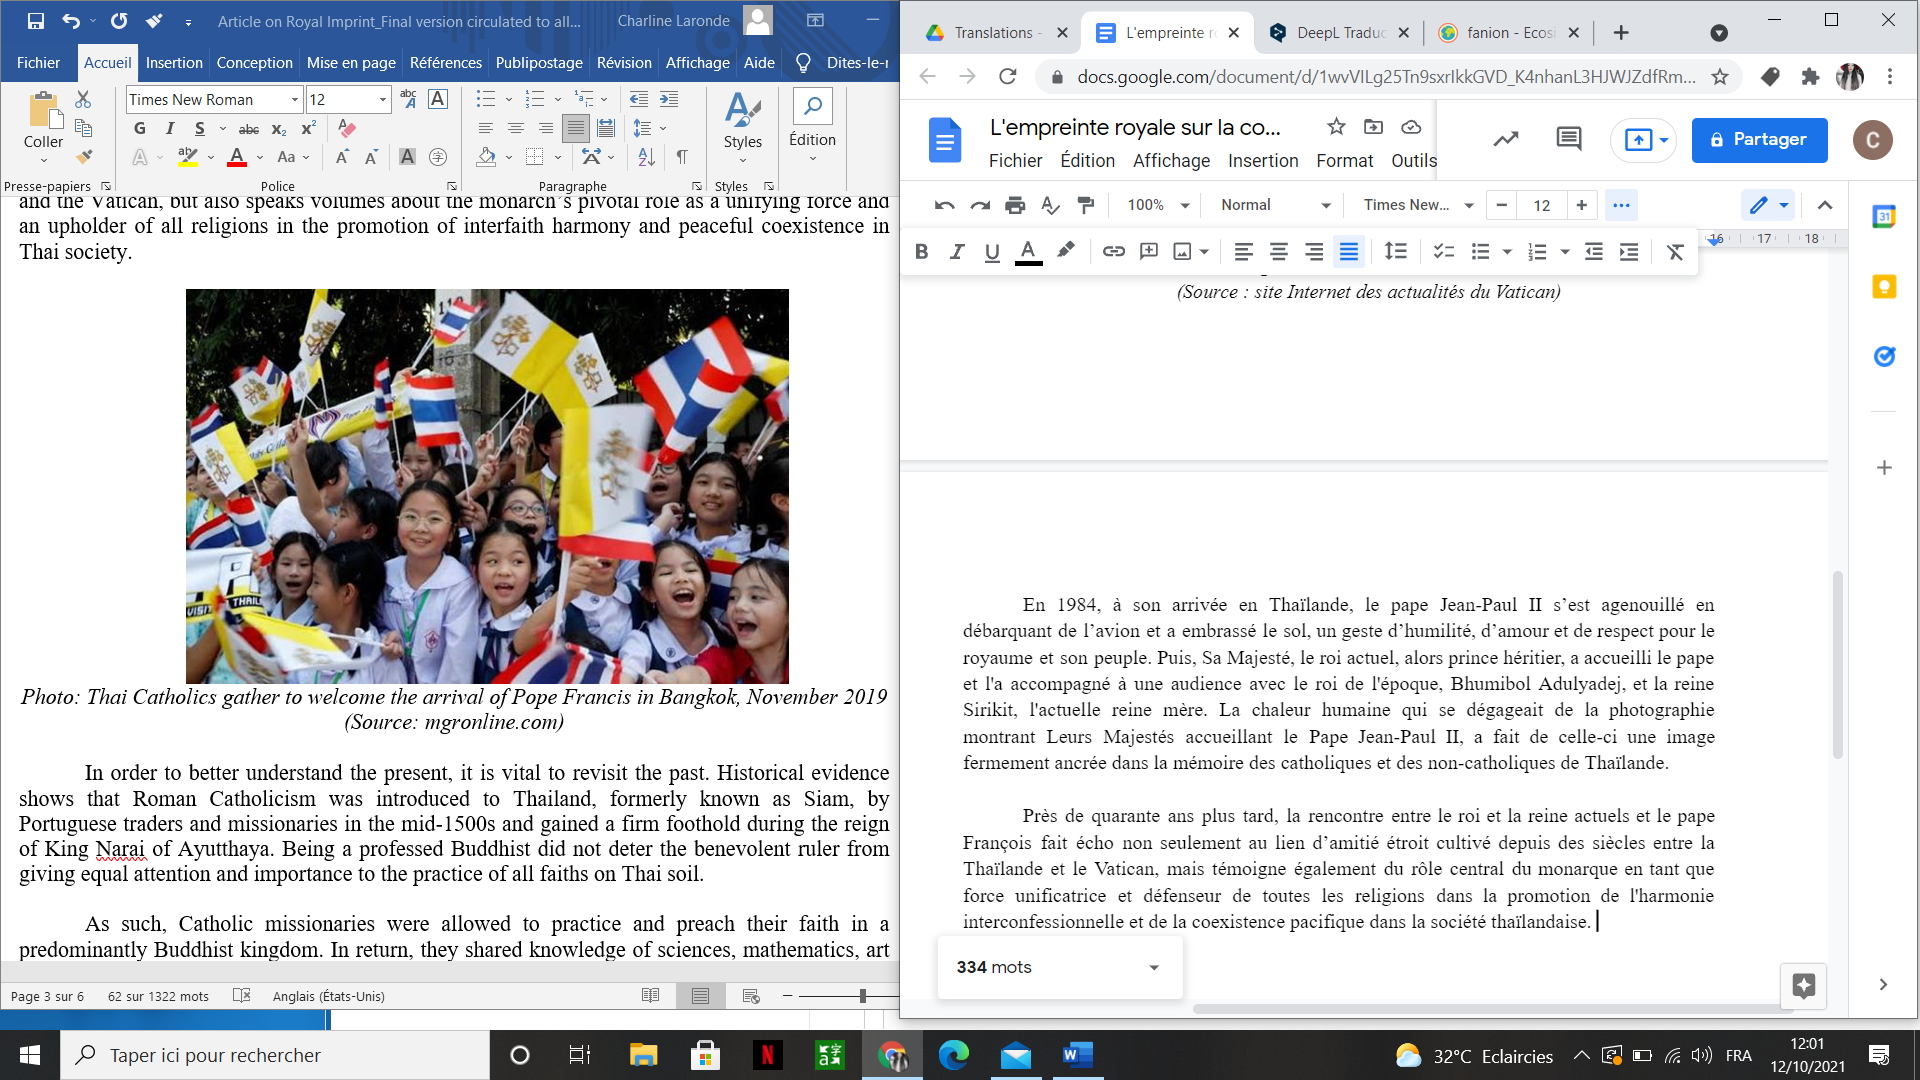 Article on Royal Imprint_Final version circulated to all...
Charline Laronde
Fichier Accueil Insertion Conception Mise en page Références Publipostage Révision Affichage Aide Dites-le-r
Times New Roman 12
Coller
Styles
Édition
Presse-papiers Police Paragraphe Styles
and the Vatican, but also speaks volumes about the monarch's pivotal role as a unifying force and
an upholder of all religions in the promotion of interfaith harmony and peaceful coexistence in
Thai society.
VISIT THAIL
Photo: Thai Catholics gather to welcome the arrival of Pope Francis in Bangkok, November 2019
(Source: mgronline.com)
In order to better understand the present, it is vital to revisit the past. Historical evidence
shows that Roman Catholicism was introduced to Thailand, formerly known as Siam, by
Portuguese traders and missionaries in the mid-1500s and gained a firm foothold during the reign
of King Narai of Ayutthaya. Being a professed Buddhist did not deter the benevolent ruler from
giving equal attention and importance to the practice of all faiths on Thai soil.
As such, Catholic missionaries were allowed to practice and preach their faith in a
predominantly Buddhist kingdom. In return, they shared knowledge of sciences, mathematics, art
Page 3 sur 6 62 sur 1322 mots Anglais (États-Unis)
Translations - L'empreinte r DeepL Traduc fanion - Ecosi
docs.google.com/document/d/1wvVILg25Tn9sxrIkkGVD_K4nhanL3HJWJZdfRm...
L'empreinte royale sur la co...
Fichier Édition Affichage Insertion Format Outils
Partager
C
100% Normal Times New... 12
16 17 18
(Source : site Internet des actualités du Vatican)
En 1984, à son arrivée en Thaïlande, le pape Jean-Paul II s’est agenouillé en
débarquant de l’avion et a embrassé le sol, un geste d’humilité, d’amour et de respect pour le
royaume et son peuple. Puis, Sa Majesté, le roi actuel, alors prince héritier, a accueilli le pape
et l'a accompagné à une audience avec le roi de l'époque, Bhumibol Adulyadej, et la reine
Sirikit, l'actuelle reine mère. La chaleur humaine qui se dégageait de la photographie
montrant Leurs Majestés accueillant le Pape Jean-Paul II, a fait de celle-ci une image
fermement ancrée dans la mémoire des catholiques et des non-catholiques de Thaïlande.
Près de quarante ans plus tard, la rencontre entre le roi et la reine actuels et le pape
François fait écho non seulement au lien d’amitié étroit cultivé depuis des siècles entre la
Thaïlande et le Vatican, mais témoigne également du rôle central du monarque en tant que
force unificatrice et défenseur de toutes les religions dans la promotion de l'harmonie
interconfessionnelle et de la coexistence pacifique dans la société thaïlandaise.
334 mots
Taper ici pour rechercher
32°C Eclaircies
FRA
12:01
12/10/2021